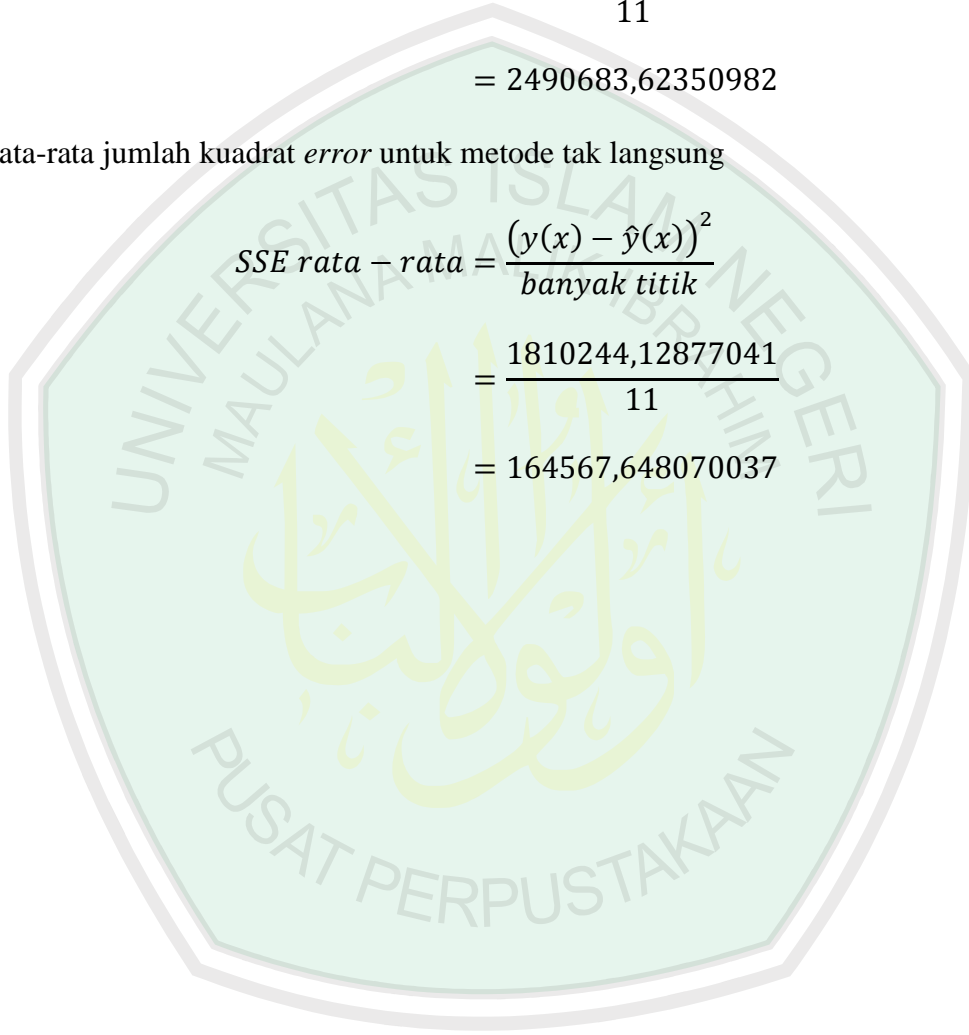 11
= 2490683,62350982
ata-rata jumlah kuadrat error untuk metode tak langsung
SSE rata − rata = (y(x) − ŷ(x))² / banyak titik
= 1810244,12877041 / 11
= 164567,648070037
UNIVERSITAS ISLAM NEGERI
MAULANA MALIK IBRAHIM
PUSAT PERPUSTAKAAN